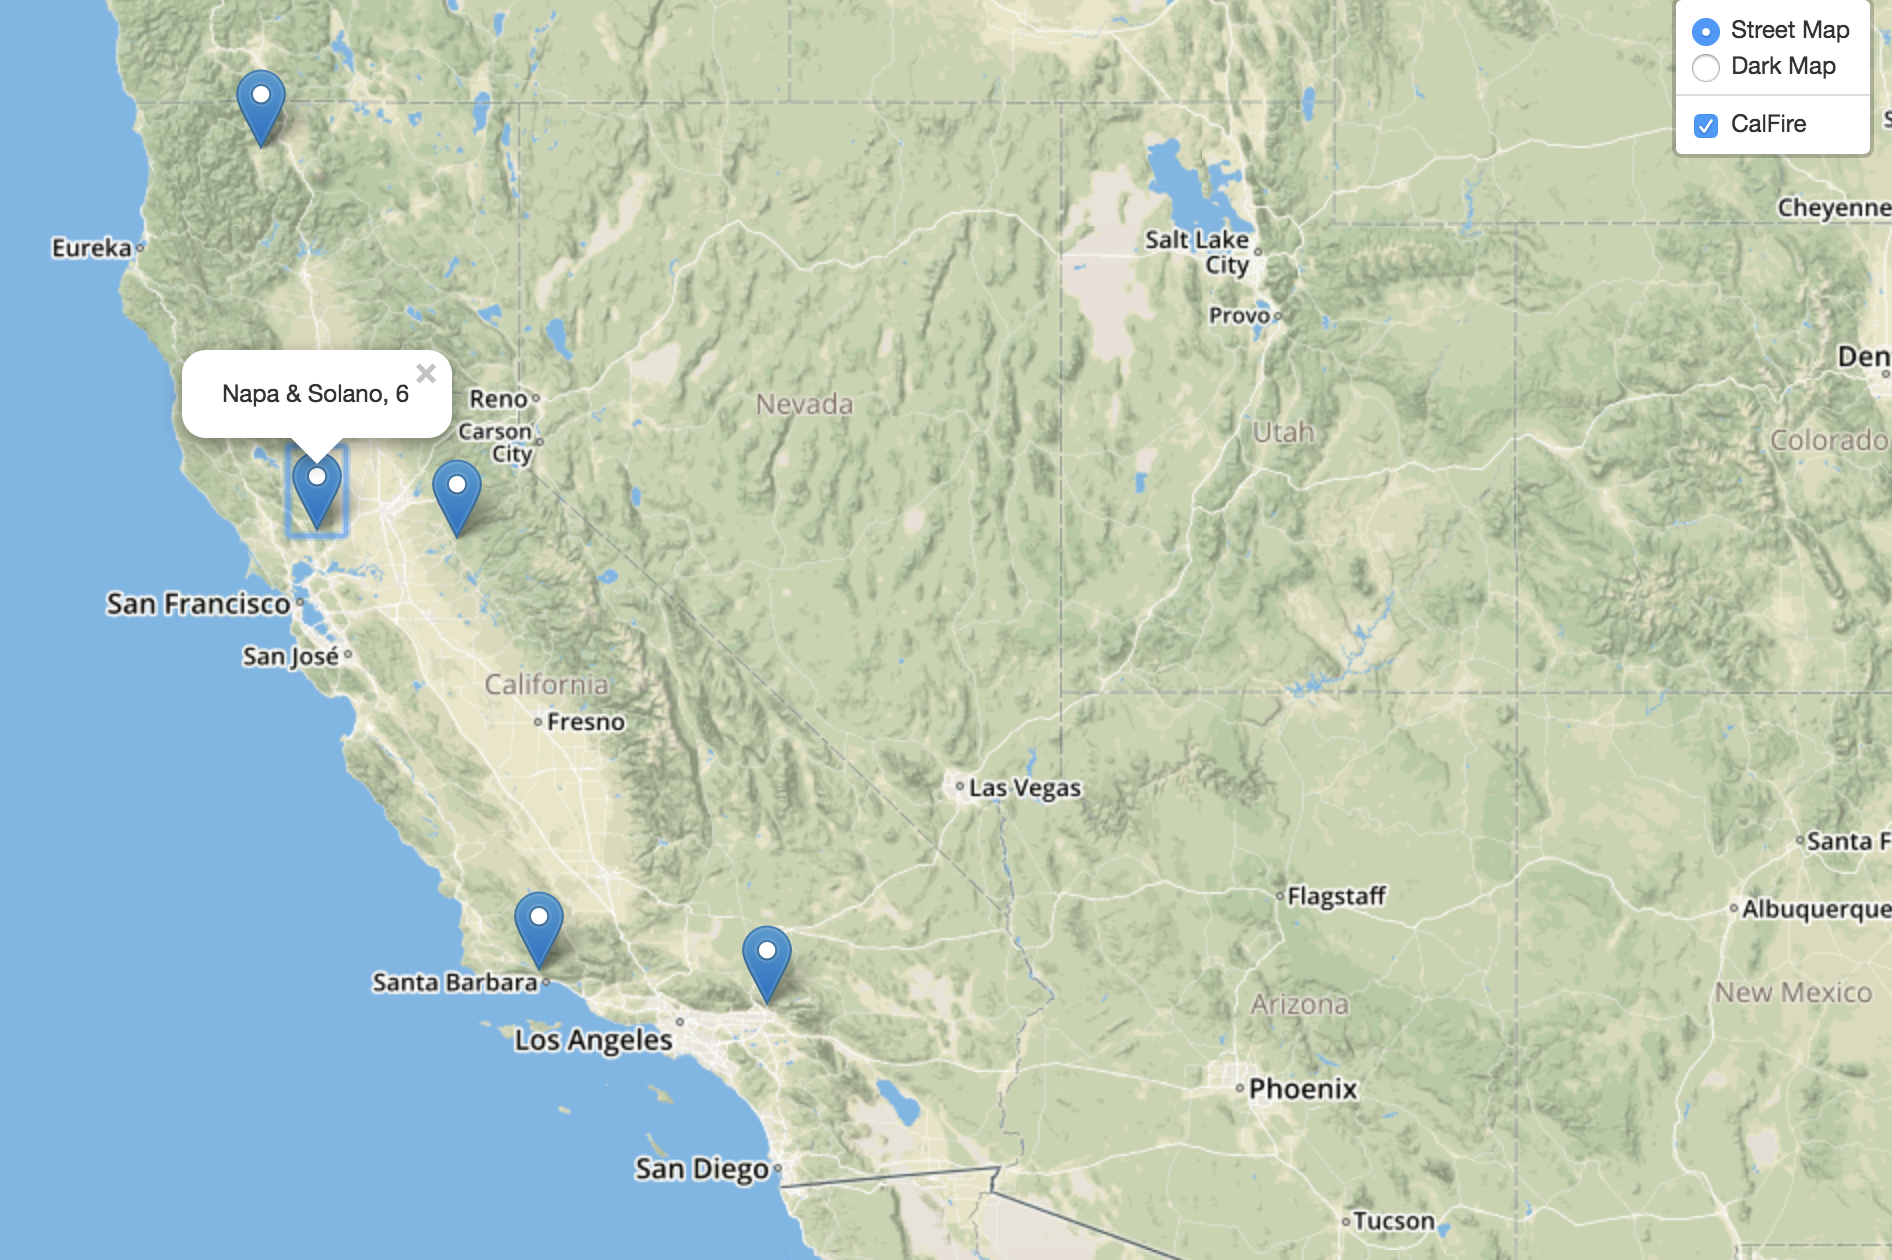 Street Map
Dark Map
CalFire
Cheyenne
Eureka
Salt Lake
City
Provo
Den
Napa & Solano, 6
×
Reno
Nevada
Carson
City
Utah
Colorado
San Francisco
San José
California
Fresno
Las Vegas
Santa F
Flagstaff
Albuquerque
Santa Barbara
New Mexico
Arizona
Los Angeles
Phoenix
San Diego
Tucson